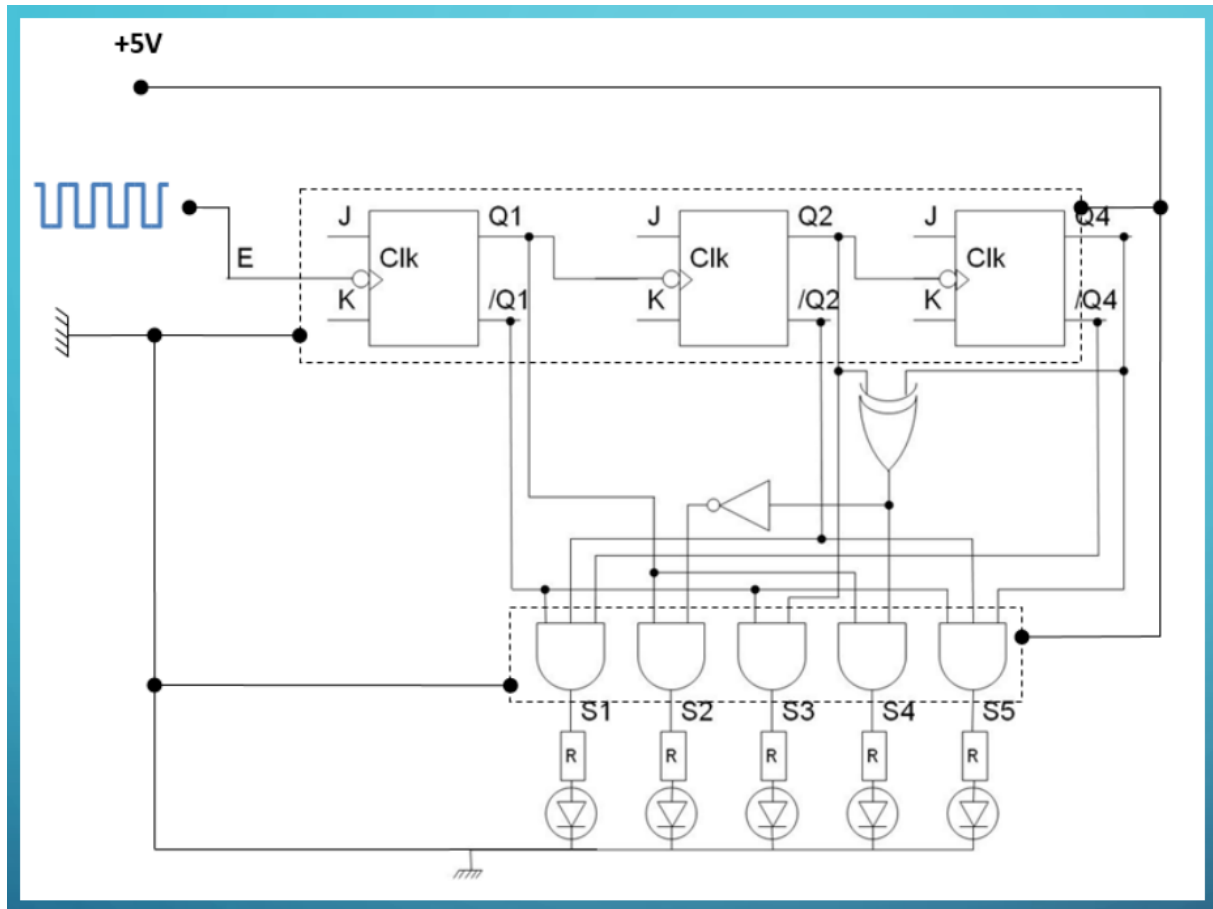 +5V
J Q1 J Q2 J Q4
E Clk Clk Clk
K /Q1 K /Q2 K /Q4
S1 S2 S3 S4 S5
R R R R R